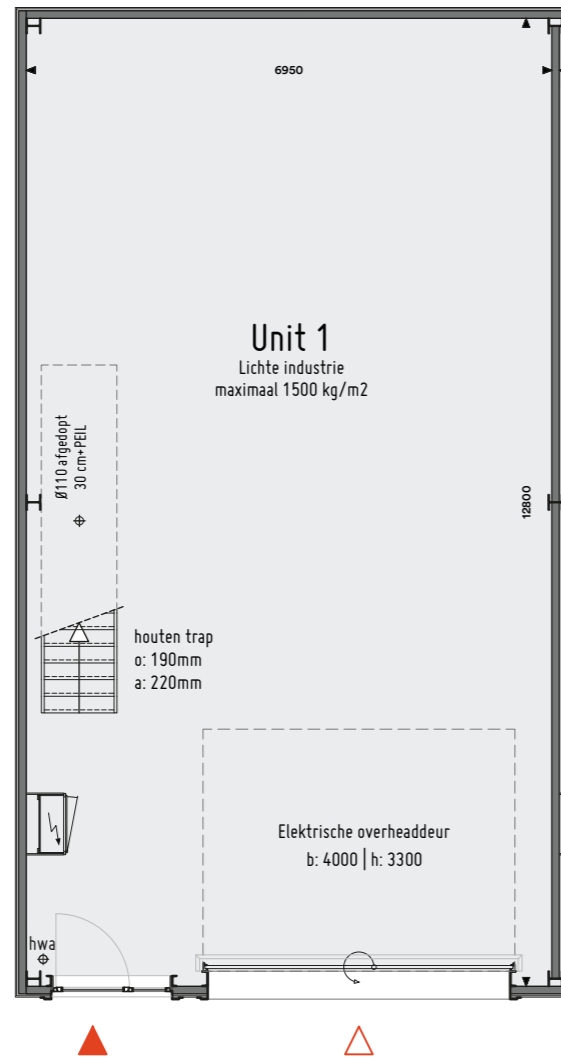 6950
Unit 1
Lichte industrie
maximaal 1500 kg/m2
Ø110 afgedopt
30 cm+PEIL
12800
houten trap
o: 190mm
a: 220mm
Elektrische overheaddeur
b: 4000 | h: 3300
hwa